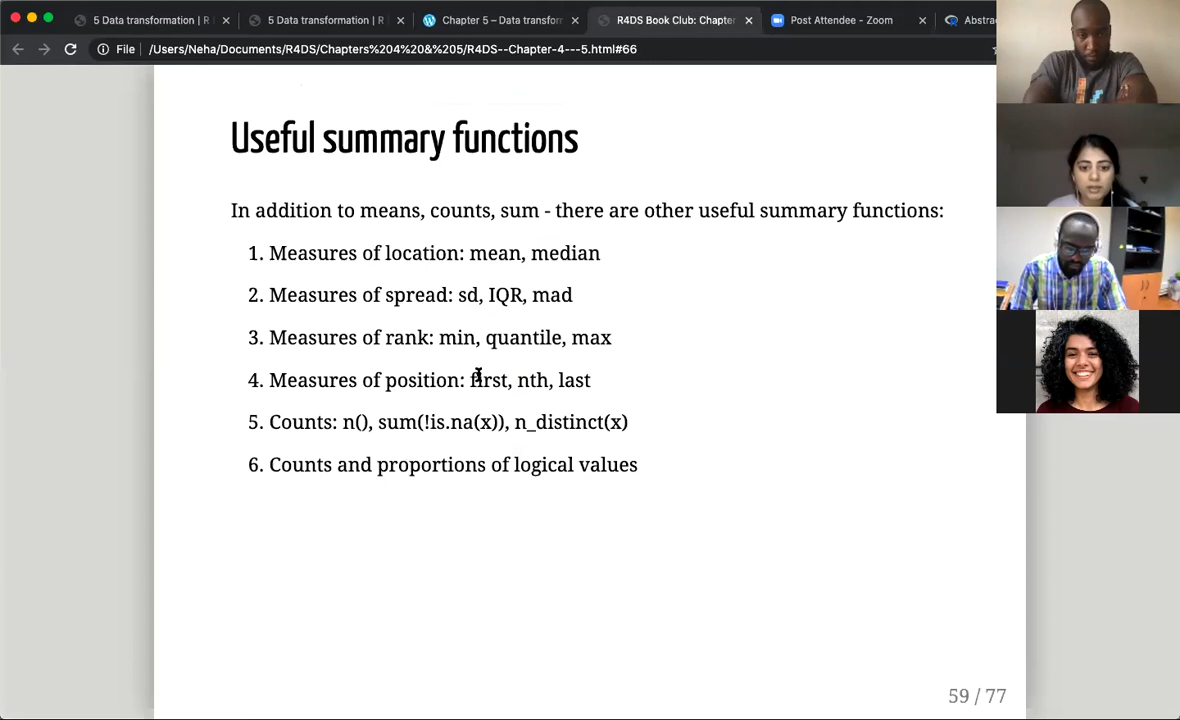 5 Data transformation | R
5 Data transformation | R
Chapter 5 – Data transfor
R4DS Book Club: Chapte
Post Attendee - Zoom
Abstrac
File
/Users/Neha/Documents/R4DS/Chapters%204%20&%205/R4DS--Chapter-4---5.html#66
Useful summary functions
In addition to means, counts, sum - there are other useful summary functions:
1. Measures of location: mean, median
2. Measures of spread: sd, IQR, mad
3. Measures of rank: min, quantile, max
4. Measures of position: first, nth, last
5. Counts: n(), sum(!is.na(x)), n_distinct(x)
6. Counts and proportions of logical values
59 / 77